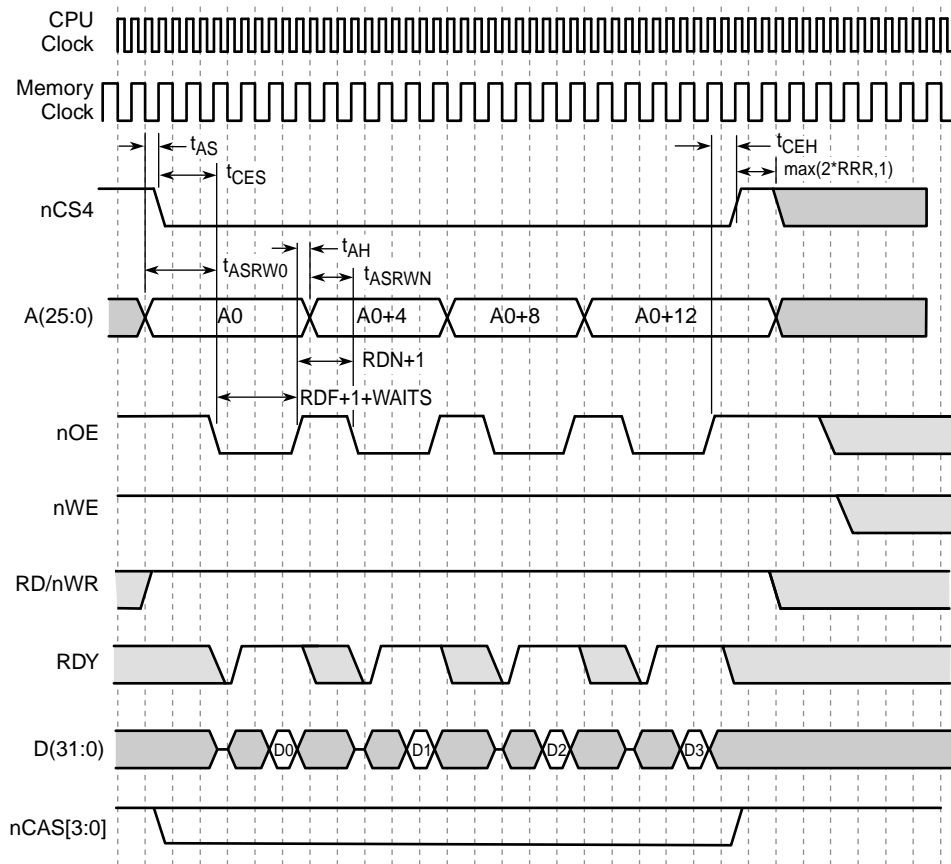 CPU
Clock
Memory
Clock
tAS
tCEH
tCES
max(2*RRR,1)
nCS4
tAH
tASRW0
tASRWN
A(25:0)
A0
A0+4
A0+8
A0+12
RDN+1
RDF+1+WAITS
nOE
nWE
RD/nWR
RDY
D(31:0)
D0
D1
D2
D3
nCAS[3:0]